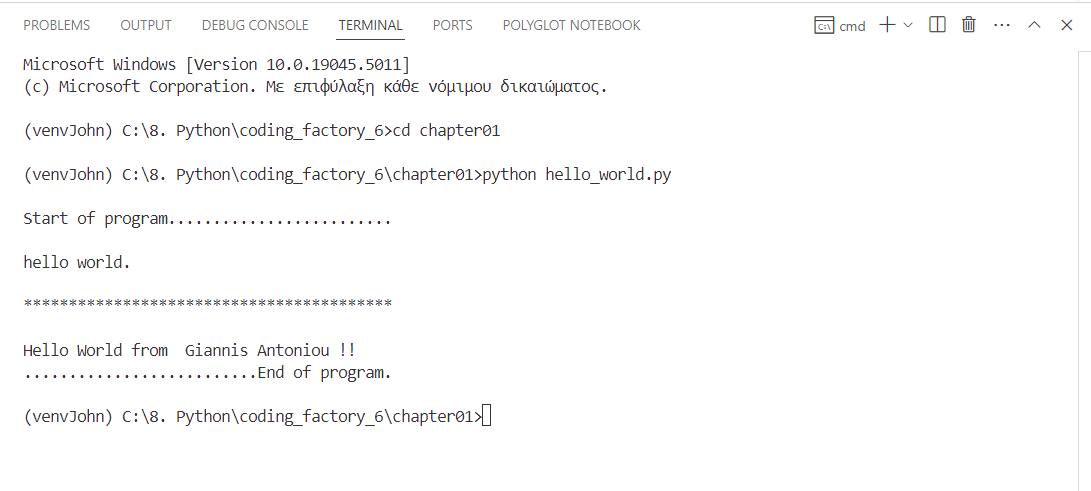 PROBLEMS OUTPUT DEBUG CONSOLE TERMINAL PORTS POLYGLOT NOTEBOOK cmd
Microsoft Windows [Version 10.0.19045.5011]
(c) Microsoft Corporation. Με επιφύλαξη κάθε νόμιμου δικαιώματος.
(venvJohn) C:\8. Python\coding_factory_6>cd chapter01
(venvJohn) C:\8. Python\coding_factory_6\chapter01>python hello_world.py
Start of program.........................
hello world.
*****************************************
Hello World from  Giannis Antoniou !!
..........................End of program.
(venvJohn) C:\8. Python\coding_factory_6\chapter01>